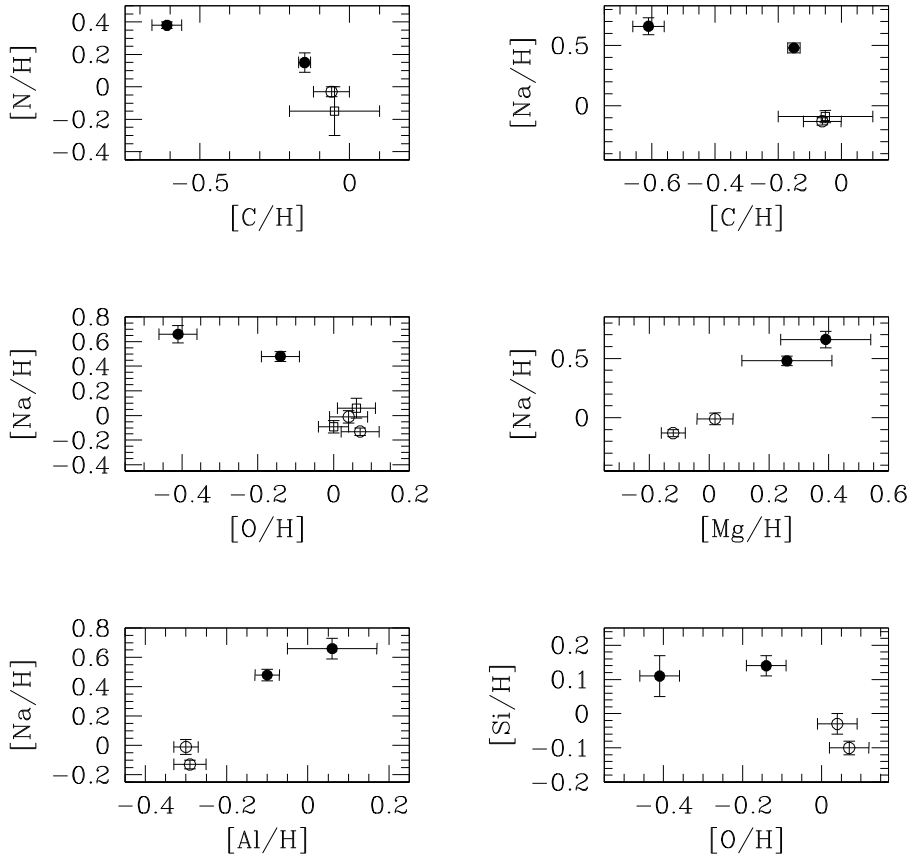 [N/H]
0.4
0.2
0
−0.2
−0.4
−0.5 0
[C/H]
[Na/H]
0.5
0
−0.6 −0.4 −0.2 0
[C/H]
[Na/H]
0.8
0.6
0.4
0.2
0
−0.2
−0.4
−0.4 −0.2 0 0.2
[O/H]
[Na/H]
0.5
0
−0.2 0 0.2 0.4 0.6
[Mg/H]
[Na/H]
0.8
0.6
0.4
0.2
0
−0.2
−0.4 −0.2 0 0.2
[Al/H]
[Si/H]
0.2
0.1
0
−0.1
−0.2
−0.4 −0.2 0
[O/H]